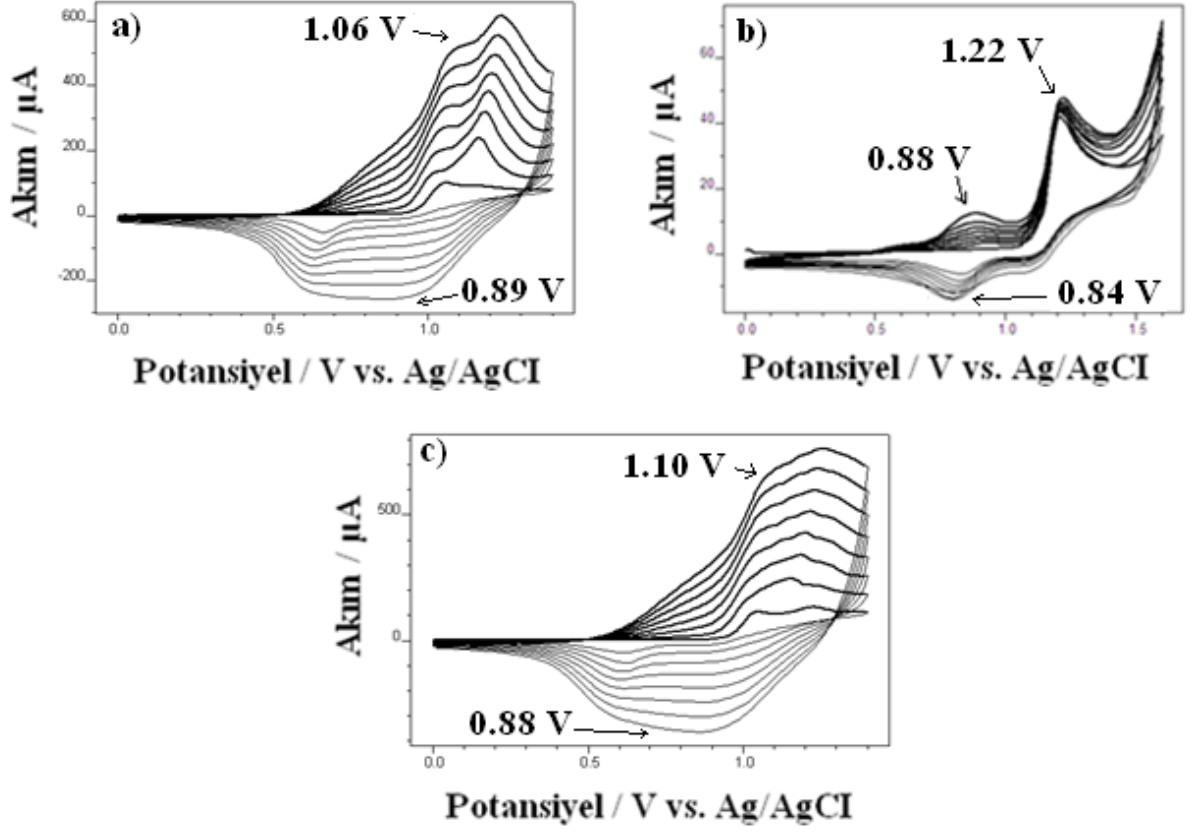 a)
1.06 V
600
400
200
0
-200
0.89 V
0.0
0.5
1.0
Akım / µA
Potansiyel / V vs. Ag/AgCI
b)
1.22 V
0.88 V
60
40
20
0
0.84 V
0.0
0.5
1.0
1.5
Akım / µA
Potansiyel / V vs. Ag/AgCI
c)
1.10 V
500
0
0.88 V
0.0
0.5
1.0
Akım / µA
Potansiyel / V vs. Ag/AgCI